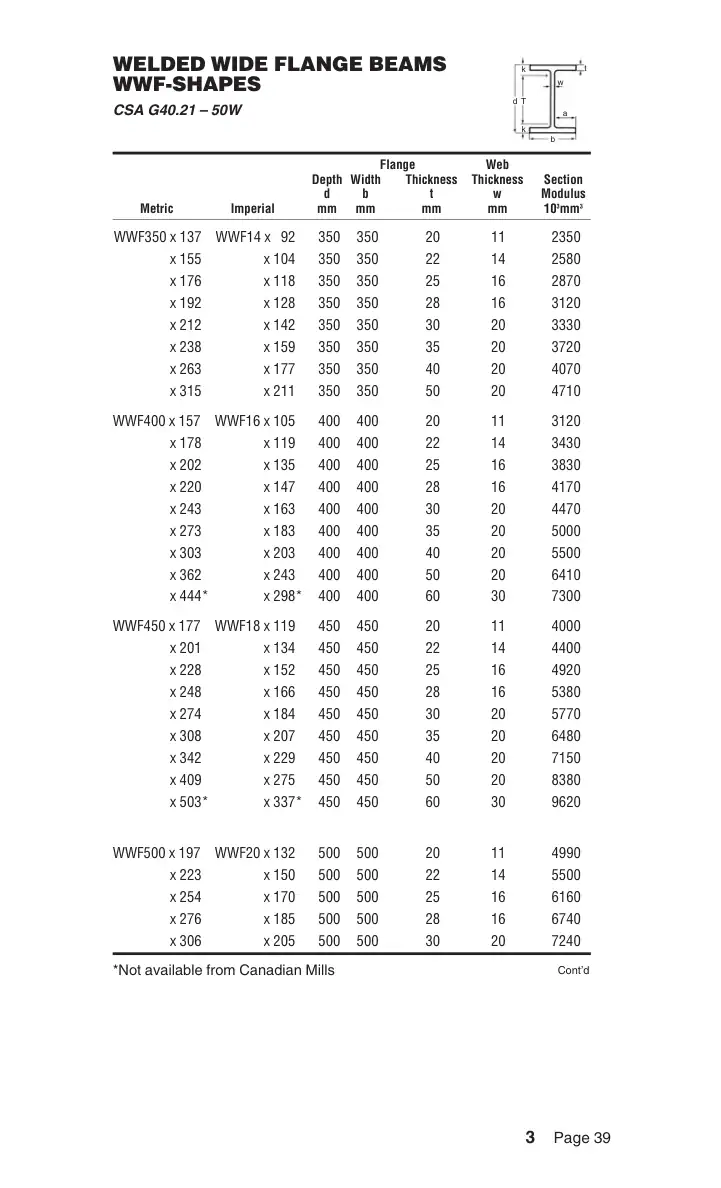 WELDED WIDE FLANGE BEAMS
WWF-SHAPES
CSA G40.21 – 50W
k t
w
d T
a
k
b
Flange Web
Depth Width Thickness Thickness Section
d b t w Modulus
Metric Imperial mm mm mm mm 10³mm³
WWF350 x 137 WWF14 x 92 350 350 20 11 2350
x 155 x 104 350 350 22 14 2580
x 176 x 118 350 350 25 16 2870
x 192 x 128 350 350 28 16 3120
x 212 x 142 350 350 30 20 3330
x 238 x 159 350 350 35 20 3720
x 263 x 177 350 350 40 20 4070
x 315 x 211 350 350 50 20 4710
WWF400 x 157 WWF16 x 105 400 400 20 11 3120
x 178 x 119 400 400 22 14 3430
x 202 x 135 400 400 25 16 3830
x 220 x 147 400 400 28 16 4170
x 243 x 163 400 400 30 20 4470
x 273 x 183 400 400 35 20 5000
x 303 x 203 400 400 40 20 5500
x 362 x 243 400 400 50 20 6410
x 444* x 298* 400 400 60 30 7300
WWF450 x 177 WWF18 x 119 450 450 20 11 4000
x 201 x 134 450 450 22 14 4400
x 228 x 152 450 450 25 16 4920
x 248 x 166 450 450 28 16 5380
x 274 x 184 450 450 30 20 5770
x 308 x 207 450 450 35 20 6480
x 342 x 229 450 450 40 20 7150
x 409 x 275 450 450 50 20 8380
x 503* x 337* 450 450 60 30 9620
WWF500 x 197 WWF20 x 132 500 500 20 11 4990
x 223 x 150 500 500 22 14 5500
x 254 x 170 500 500 25 16 6160
x 276 x 185 500 500 28 16 6740
x 306 x 205 500 500 30 20 7240
*Not available from Canadian Mills Cont'd
3 Page 39